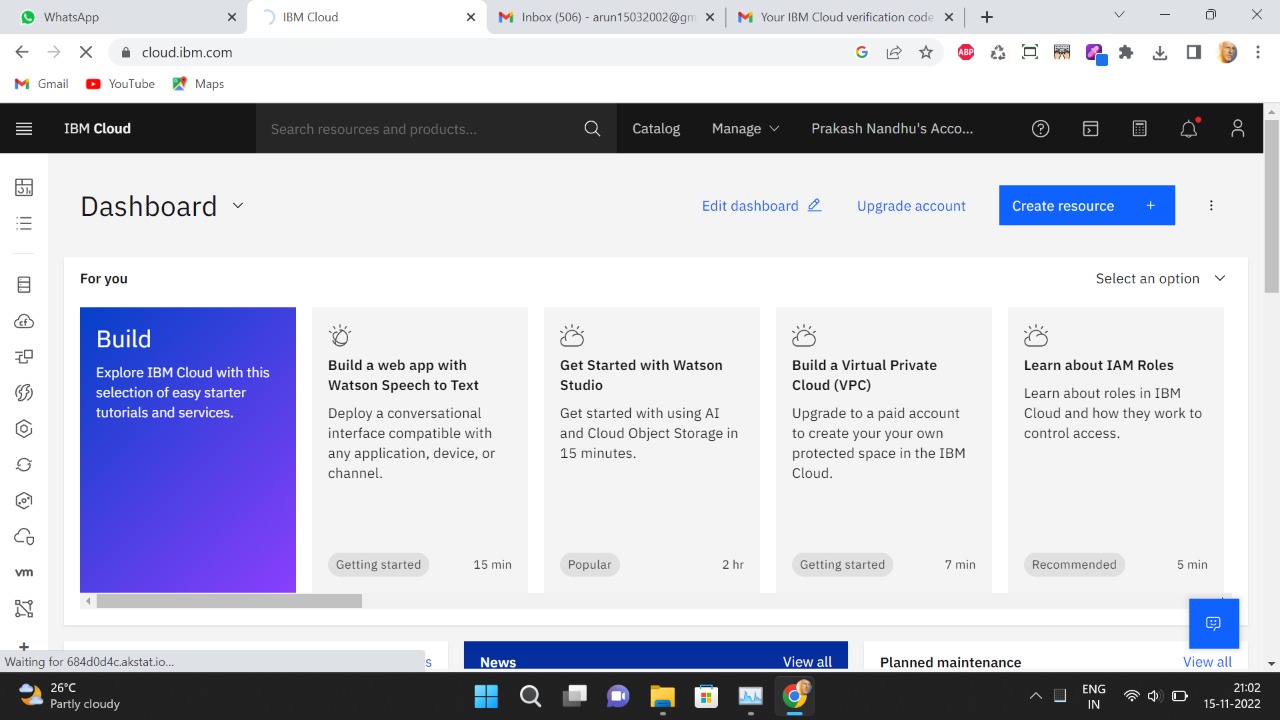 WhatsApp
IBM Cloud
Inbox (506) - arun15032002@gm
Your IBM Cloud verification code
cloud.ibm.com
ABP
Gmail
YouTube
Maps
IBM Cloud
Search resources and products...
Catalog
Manage
Prakash Nandhu's Acco...
Dashboard
Edit dashboard
Upgrade account
Create resource +
For you
Select an option
Build
Explore IBM Cloud with this
selection of easy starter
tutorials and services.
Build a web app with
Watson Speech to Text
Deploy a conversational
interface compatible with
any application, device, or
channel.
Getting started
15 min
Get Started with Watson
Studio
Get started with using AI
and Cloud Object Storage in
15 minutes.
Popular
2 hr
Build a Virtual Private
Cloud (VPC)
Upgrade to a paid account
to create your your own
protected space in the IBM
Cloud.
Getting started
7 min
Learn about IAM Roles
Learn about roles in IBM
Cloud and how they work to
control access.
Recommended
5 min
cf
vm
Waiting for 684d0d4c.akstat.io...
s
News
View all
Planned maintenance
View all
26°C
Partly cloudy
ENG
IN
21:02
15-11-2022